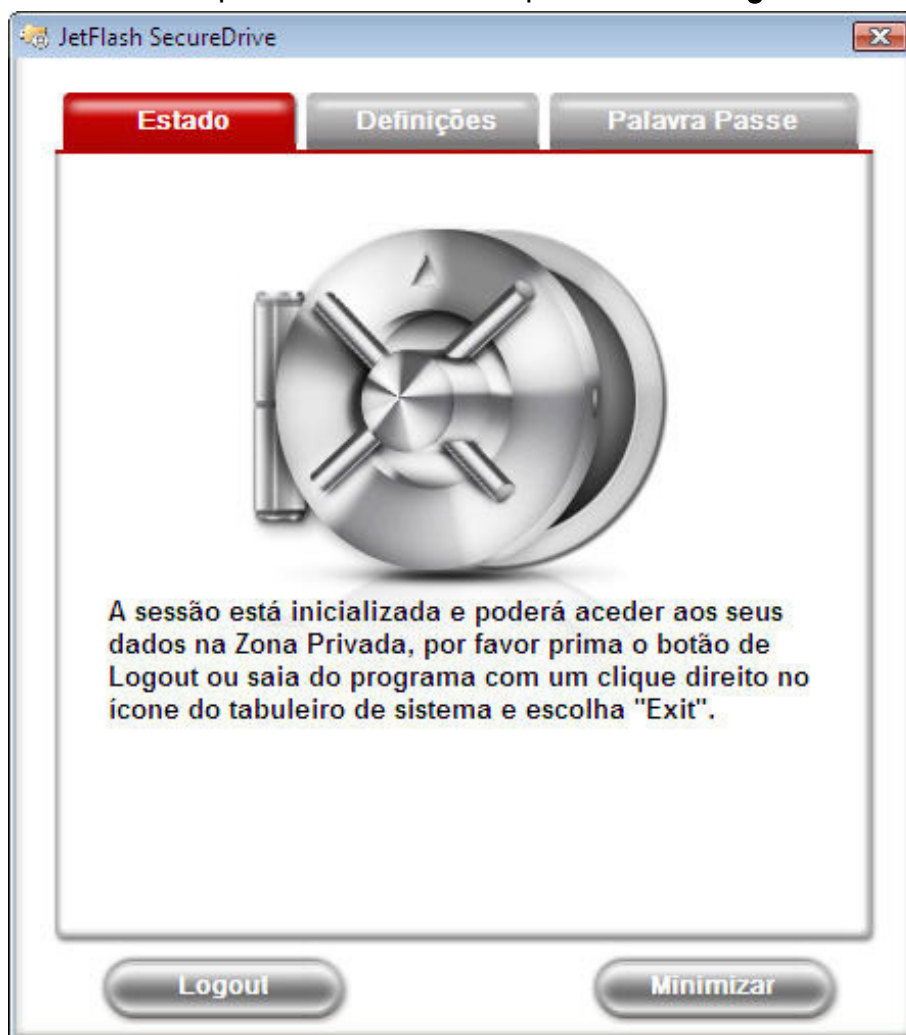 JetFlash SecureDrive
Estado Definições Palavra Passe
A sessão está inicializada e poderá aceder aos seus
dados na Zona Privada, por favor prima o botão de
Logout ou saia do programa com um clique direito no
ícone do tabuleiro de sistema e escolha "Exit".
Logout Minimizar